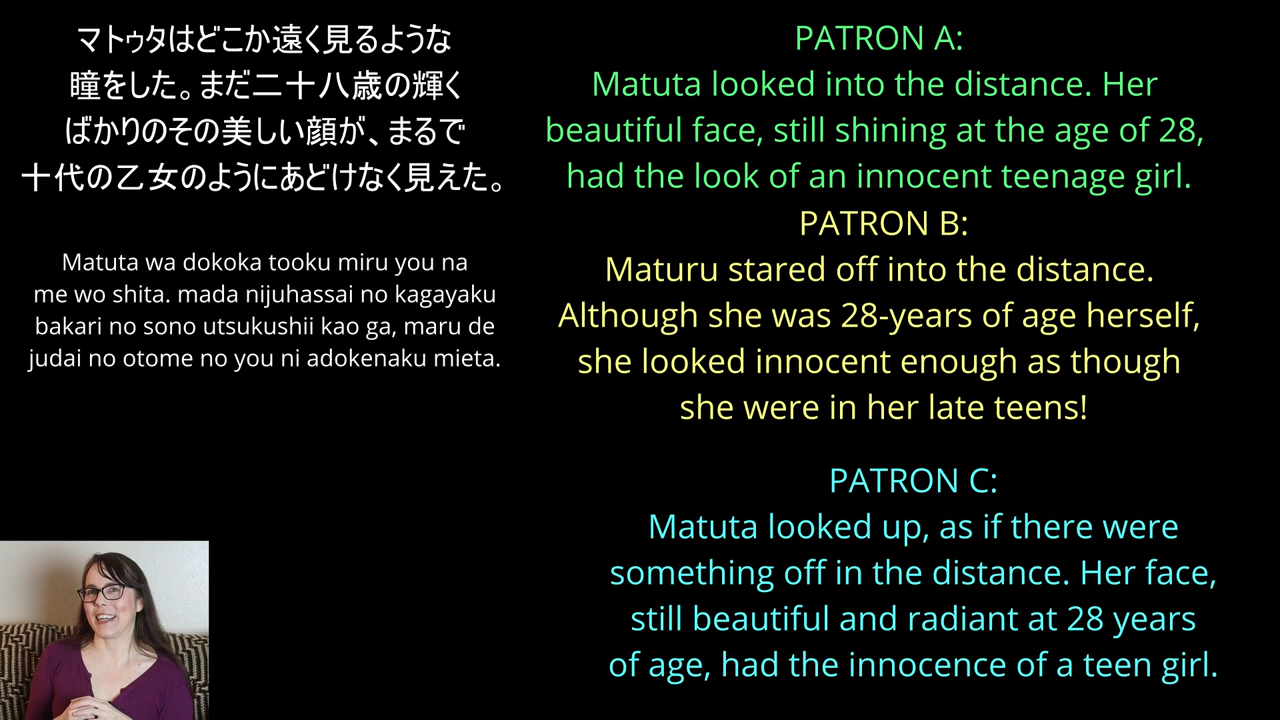 マトゥタはどこか遠く見るような
瞳をした。まだ二十八歳の輝く
ばかりのその美しい顔が、まるで
十代の乙女のようにあどけなく見えた。
Matuta wa dokoka tooku miru you na
me wo shita. mada nijuhassai no kagayaku
bakari no sono utsukushii kao ga, maru de
judai no otome no you ni adokenaku mieta.
PATRON A:
Matuta looked into the distance. Her
beautiful face, still shining at the age of 28,
had the look of an innocent teenage girl.
PATRON B:
Maturu stared off into the distance.
Although she was 28-years of age herself,
she looked innocent enough as though
she were in her late teens!
PATRON C:
Matuta looked up, as if there were
something off in the distance. Her face,
still beautiful and radiant at 28 years
of age, had the innocence of a teen girl.